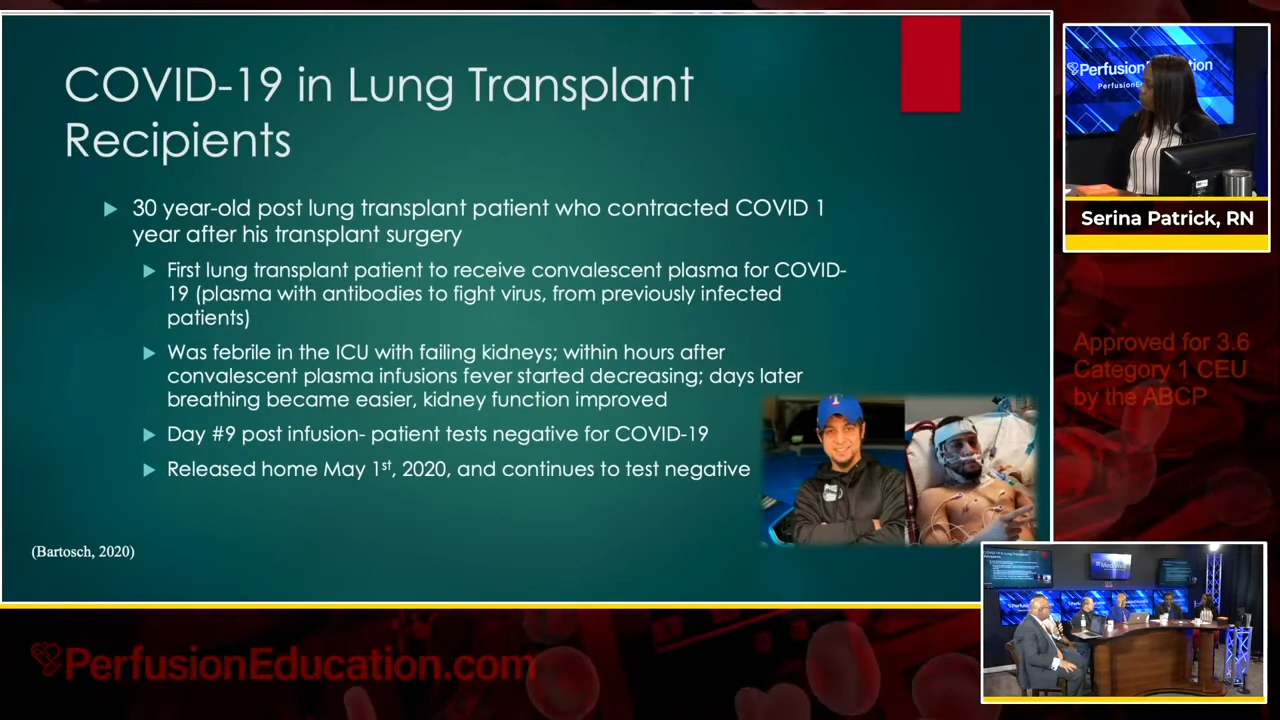 COVID-19 in Lung Transplant
Recipients
30 year-old post lung transplant patient who contracted COVID 1
year after his transplant surgery
First lung transplant patient to receive convalescent plasma for COVID-
19 (plasma with antibodies to fight virus, from previously infected
patients)
Was febrile in the ICU with failing kidneys; within hours after
convalescent plasma infusions fever started decreasing; days later
breathing became easier, kidney function improved
Day #9 post infusion- patient tests negative for COVID-19
Released home May 1st, 2020, and continues to test negative
(Bartosch, 2020)
Serina Patrick, RN
Approved for 3.6
Category 1 CEU
by the ABCP
PerfusionEducation.com